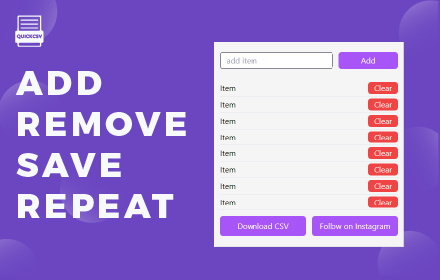 QUICKCSV
ADD
REMOVE
SAVE
REPEAT
add item Add
Item Clear
Item Clear
Item Clear
Item Clear
Item Clear
Item Clear
Item Clear
Item Clear
Download CSV Follow on Instagram